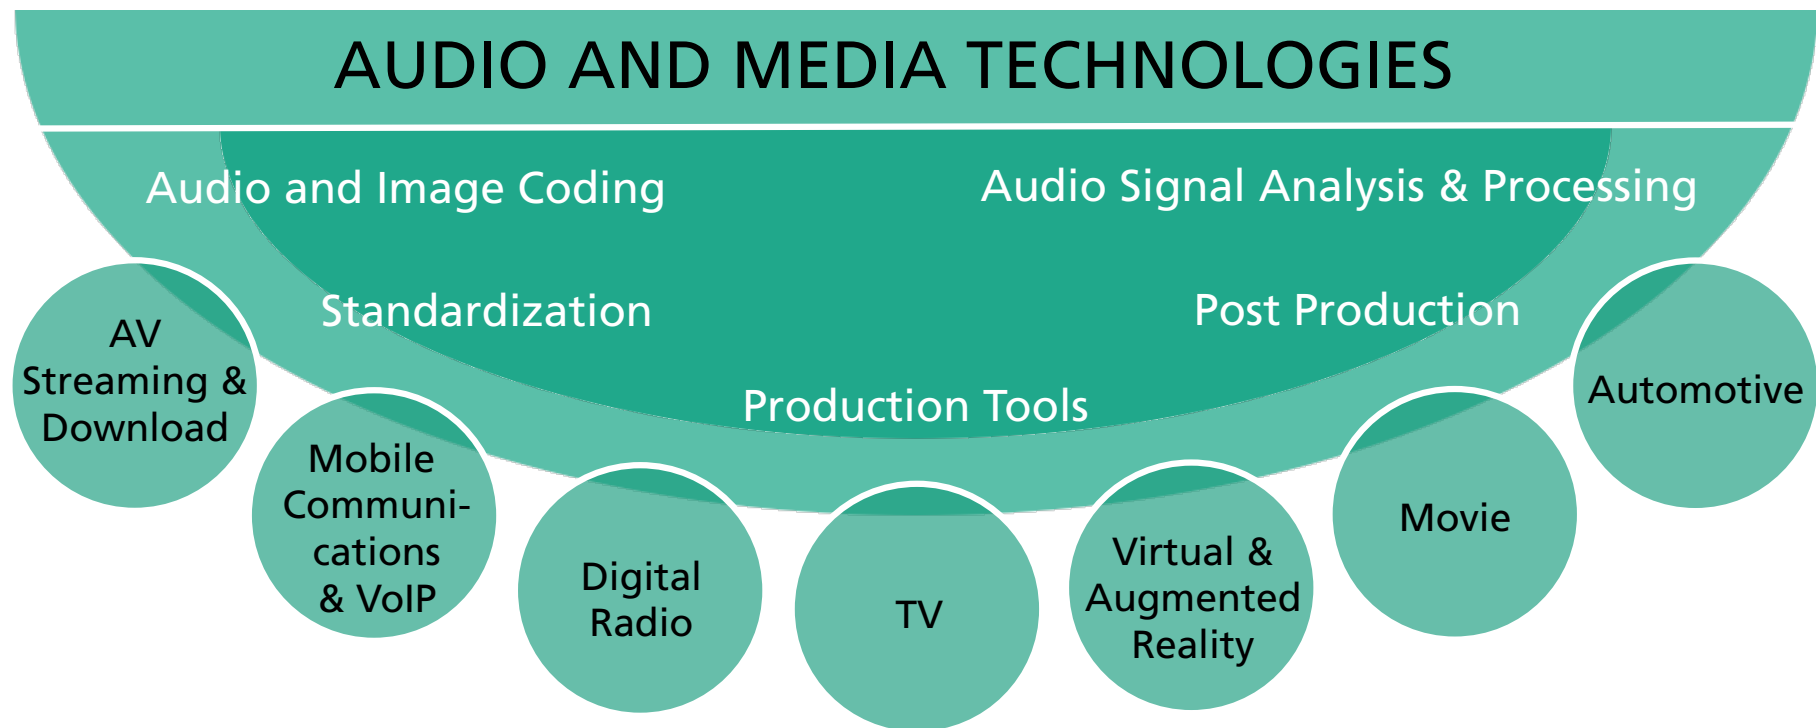 AUDIO AND MEDIA TECHNOLOGIES
Audio and Image Coding
Audio Signal Analysis & Processing
Standardization
Post Production
Production Tools
AV
Streaming &
Download
Mobile
Communi-
cations
& VoIP
Digital
Radio
TV
Virtual &
Augmented
Reality
Movie
Automotive